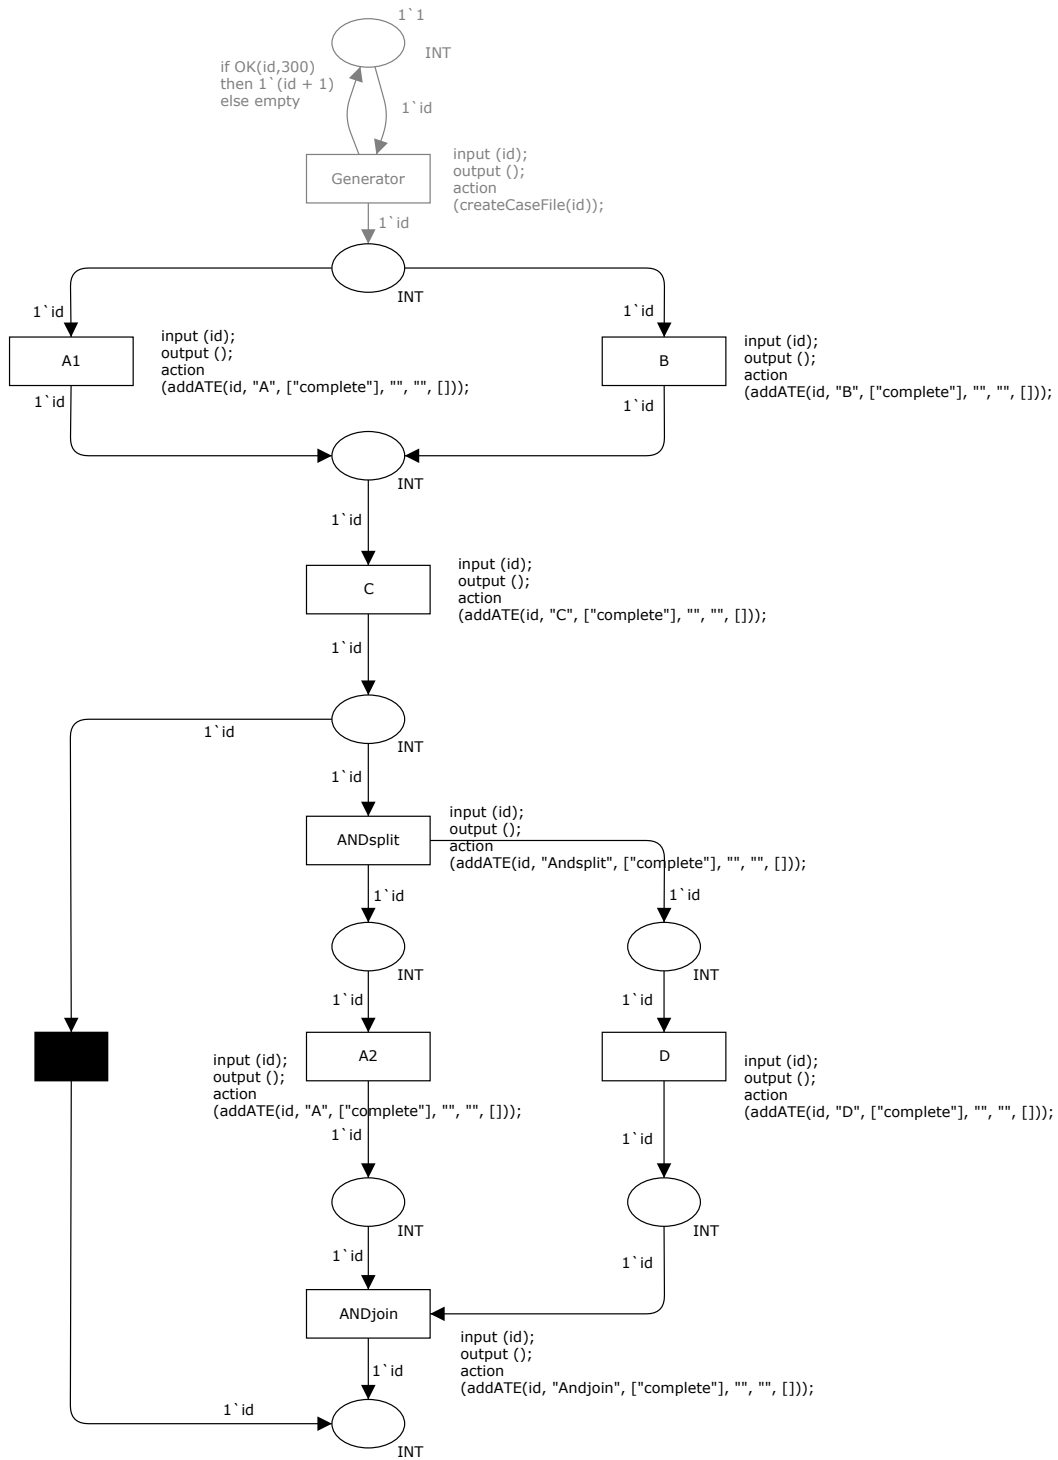 1`1
INT
if OK(id,300)
then 1`(id + 1)
else empty
1`id
input (id);
output ();
action
(createCaseFile(id));
Generator
1`id
INT
1`id
1`id
A1
input (id);
output ();
action
(addATE(id, "A", ["complete"], "", "", []));
B
input (id);
output ();
action
(addATE(id, "B", ["complete"], "", "", []));
1`id
1`id
INT
1`id
C
input (id);
output ();
action
(addATE(id, "C", ["complete"], "", "", []));
1`id
1`id
INT
1`id
ANDsplit
input (id);
output ();
action
(addATE(id, "Andsplit", ["complete"], "", "", []));
1`id
1`id
INT
INT
1`id
1`id
A2
input (id);
output ();
action
(addATE(id, "A", ["complete"], "", "", []));
D
input (id);
output ();
action
(addATE(id, "D", ["complete"], "", "", []));
1`id
1`id
INT
INT
1`id
1`id
ANDjoin
input (id);
output ();
action
(addATE(id, "Andjoin", ["complete"], "", "", []));
1`id
1`id
INT